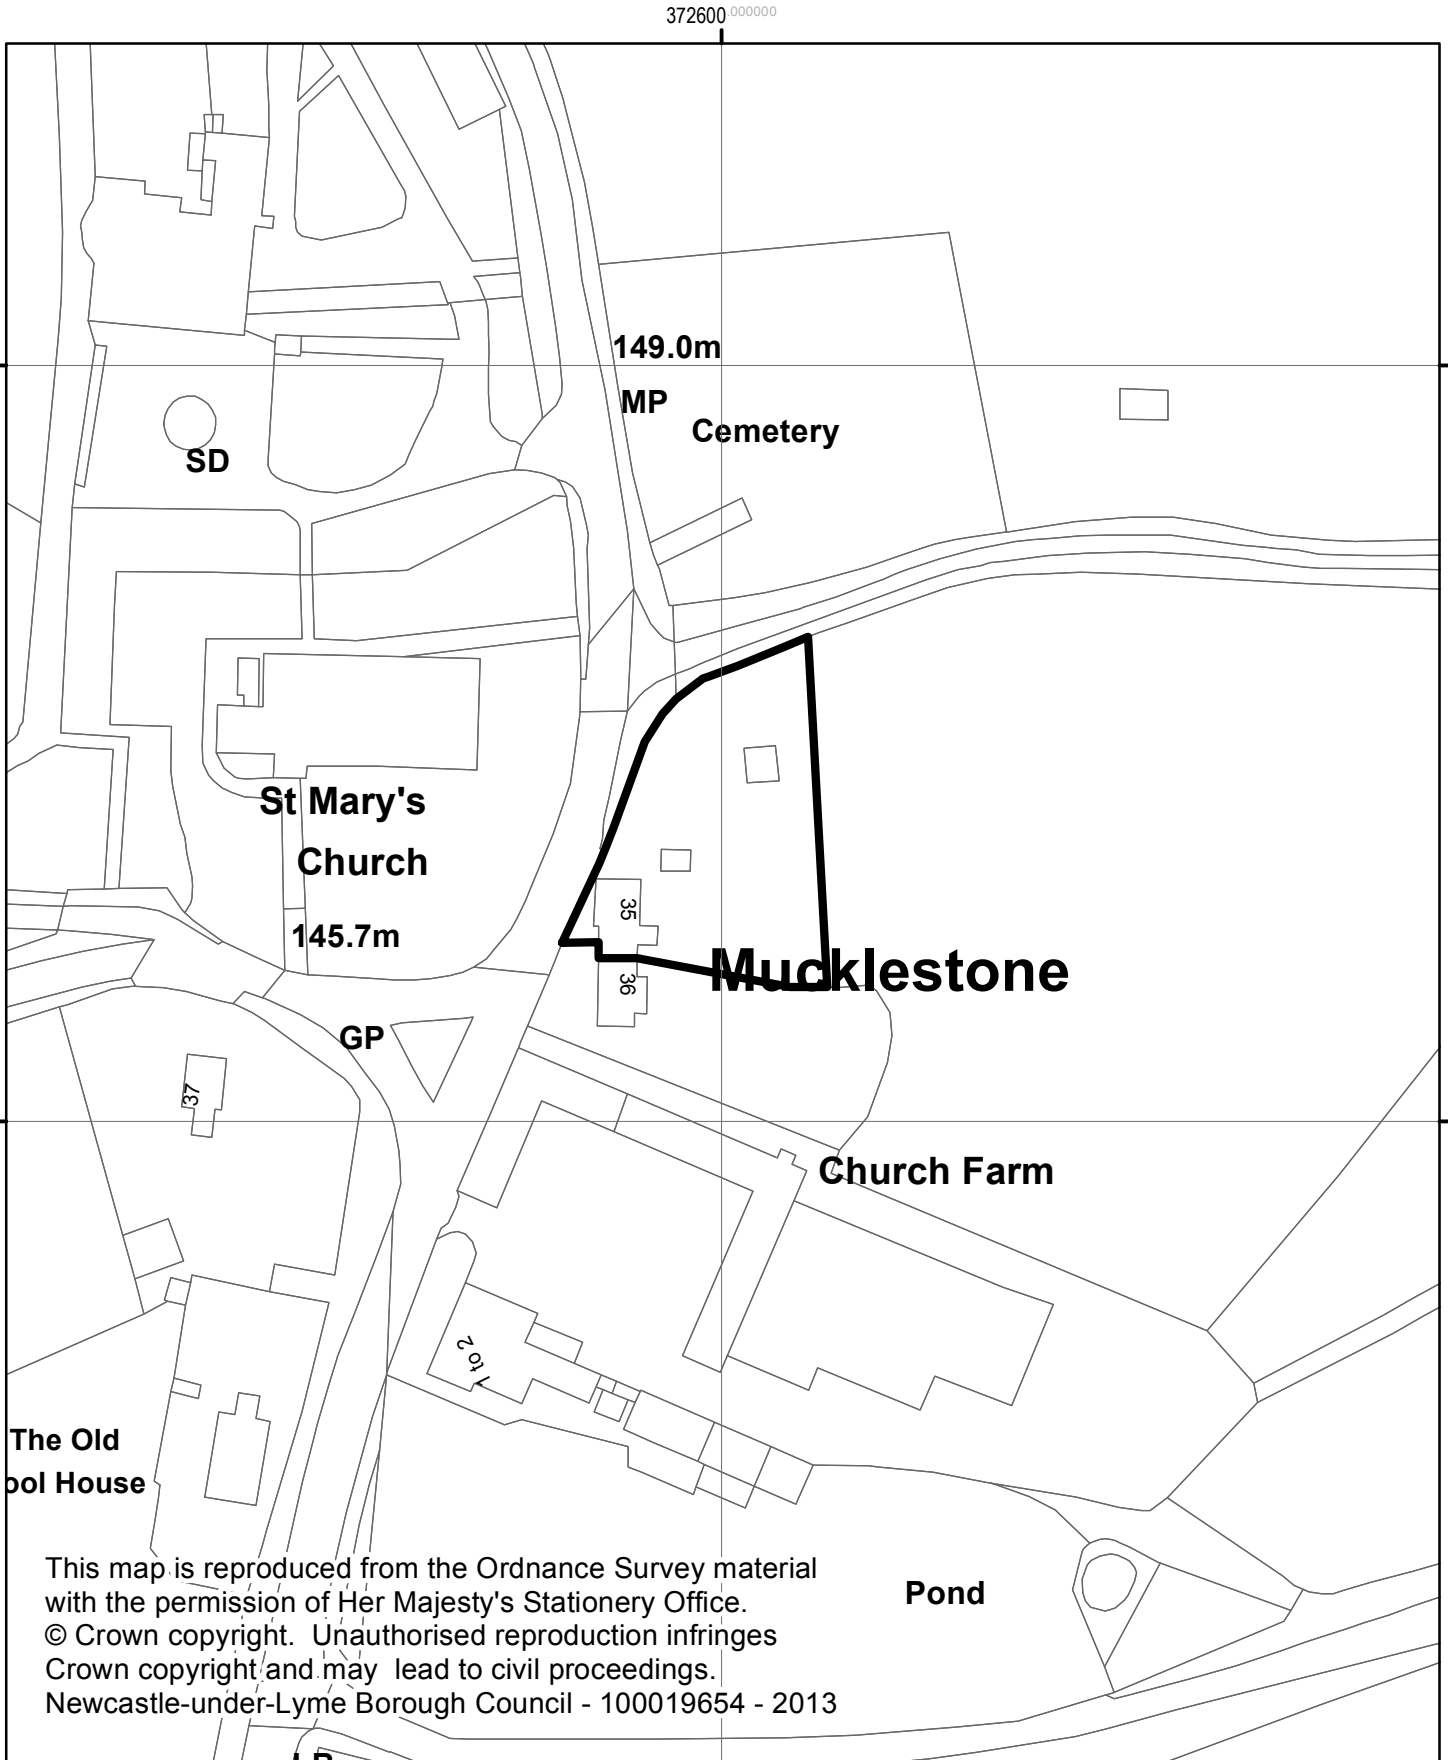 372600.000000
149.0m
MP
Cemetery
SD
St Mary's
Church
35
145.7m
Mucklestone
36
GP
37
Church Farm
1 to 2
The Old
ool House
This map is reproduced from the Ordnance Survey material
with the permission of Her Majesty's Stationery Office.
© Crown copyright.  Unauthorised reproduction infringes
Crown copyright and may  lead to civil proceedings.
Newcastle-under-Lyme Borough Council - 100019654 - 2013
Pond